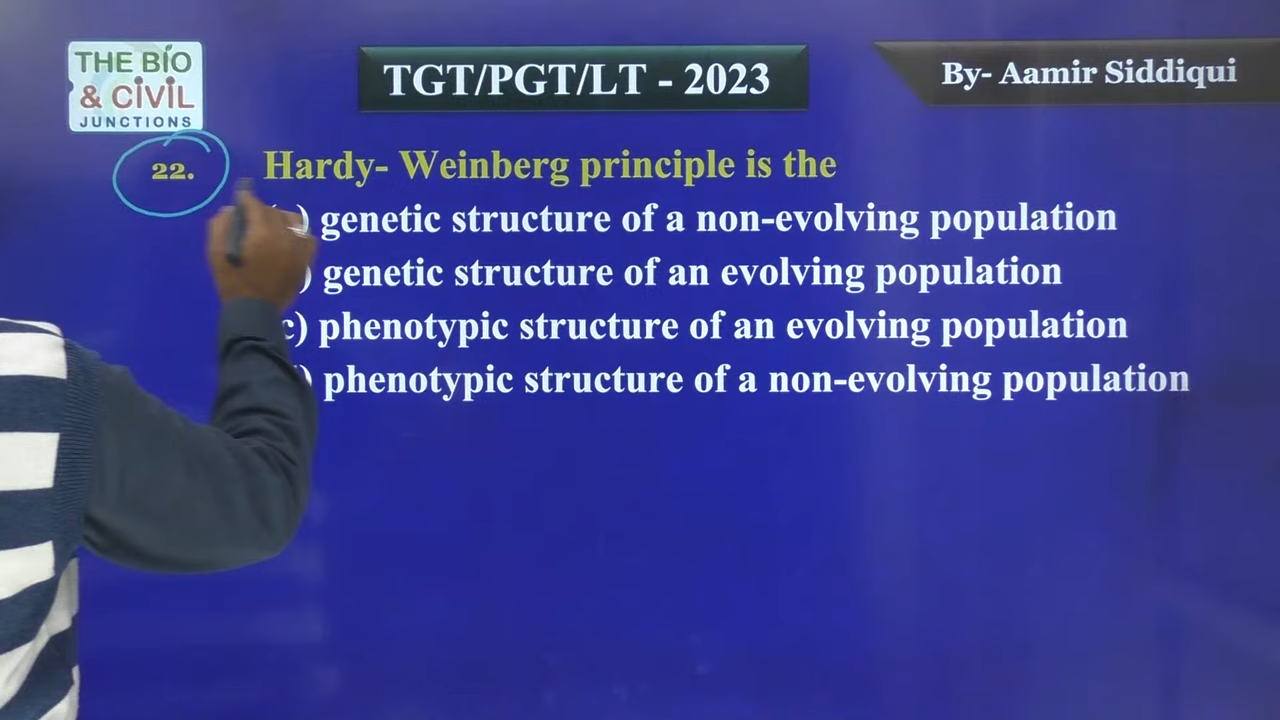 THE BIO
& CIVIL
JUNCTIONS
TGT/PGT/LT - 2023
By- Aamir Siddiqui
22. Hardy- Weinberg principle is the
) genetic structure of a non-evolving population
) genetic structure of an evolving population
c) phenotypic structure of an evolving population
) phenotypic structure of a non-evolving population